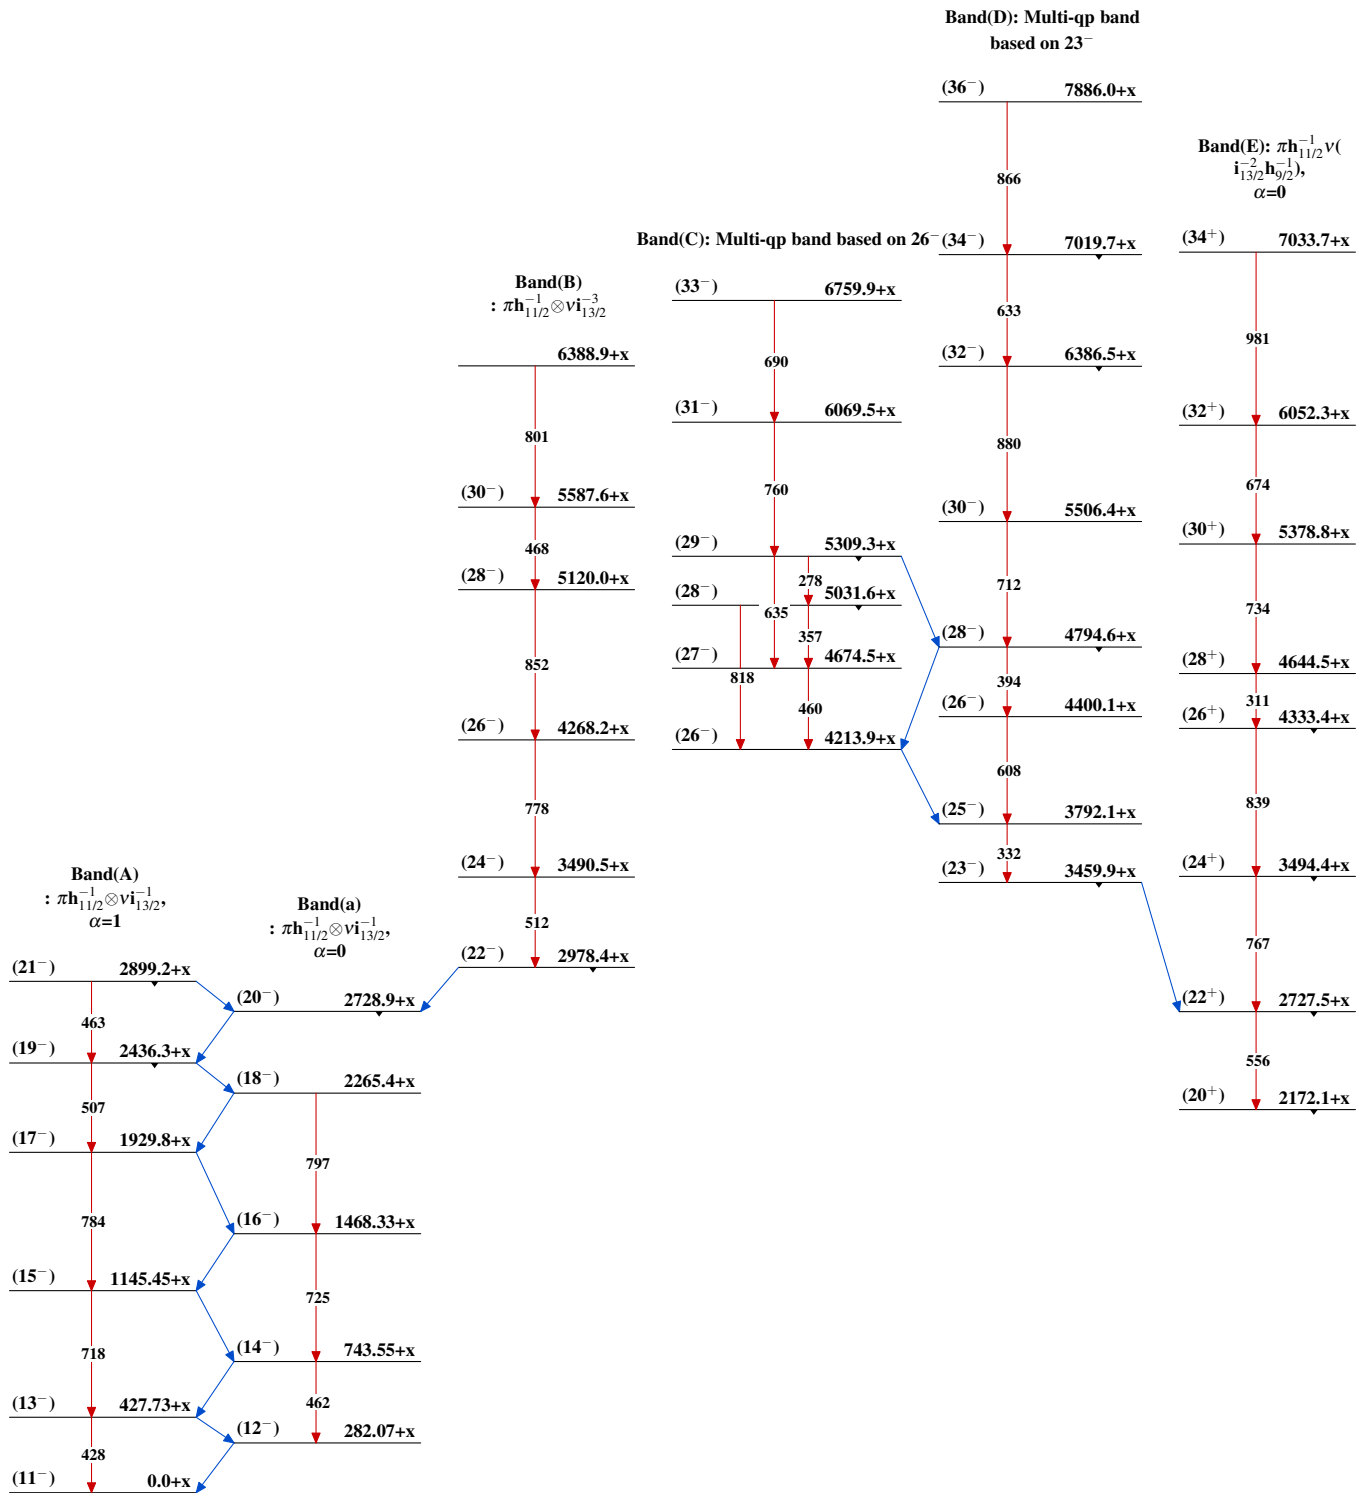 Band(D): Multi-qp band
based on 23⁻
(36⁻) 7886.0+x
866
(34⁻) 7019.7+x
633
(32⁻) 6386.5+x
880
(30⁻) 5506.4+x
712
(28⁻) 4794.6+x
394
(26⁻) 4400.1+x
608
(25⁻) 3792.1+x
332
(23⁻) 3459.9+x
Band(E): πh₁₁/₂⁻¹ν(
i₁₃/₂⁻²h₉/₂⁻¹),
α=0
(34⁺) 7033.7+x
981
(32⁺) 6052.3+x
674
(30⁺) 5378.8+x
734
(28⁺) 4644.5+x
311
(26⁺) 4333.4+x
839
(24⁺) 3494.4+x
767
(22⁺) 2727.5+x
556
(20⁺) 2172.1+x
Band(C): Multi-qp band based on 26⁻
(33⁻) 6759.9+x
690
(31⁻) 6069.5+x
760
(29⁻) 5309.3+x
278
(28⁻) 5031.6+x
635
357
(27⁻) 4674.5+x
818
460
(26⁻) 4213.9+x
Band(B)
: πh₁₁/₂⁻¹⊗νi₁₃/₂⁻³
6388.9+x
801
(30⁻) 5587.6+x
468
(28⁻) 5120.0+x
852
(26⁻) 4268.2+x
778
(24⁻) 3490.5+x
512
(22⁻) 2978.4+x
Band(A)
: πh₁₁/₂⁻¹⊗νi₁₃/₂⁻¹,
α=1
(21⁻) 2899.2+x
463
(19⁻) 2436.3+x
507
(17⁻) 1929.8+x
784
(15⁻) 1145.45+x
718
(13⁻) 427.73+x
428
(11⁻) 0.0+x
Band(a)
: πh₁₁/₂⁻¹⊗νi₁₃/₂⁻¹,
α=0
(20⁻) 2728.9+x
(18⁻) 2265.4+x
797
(16⁻) 1468.33+x
725
(14⁻) 743.55+x
462
(12⁻) 282.07+x